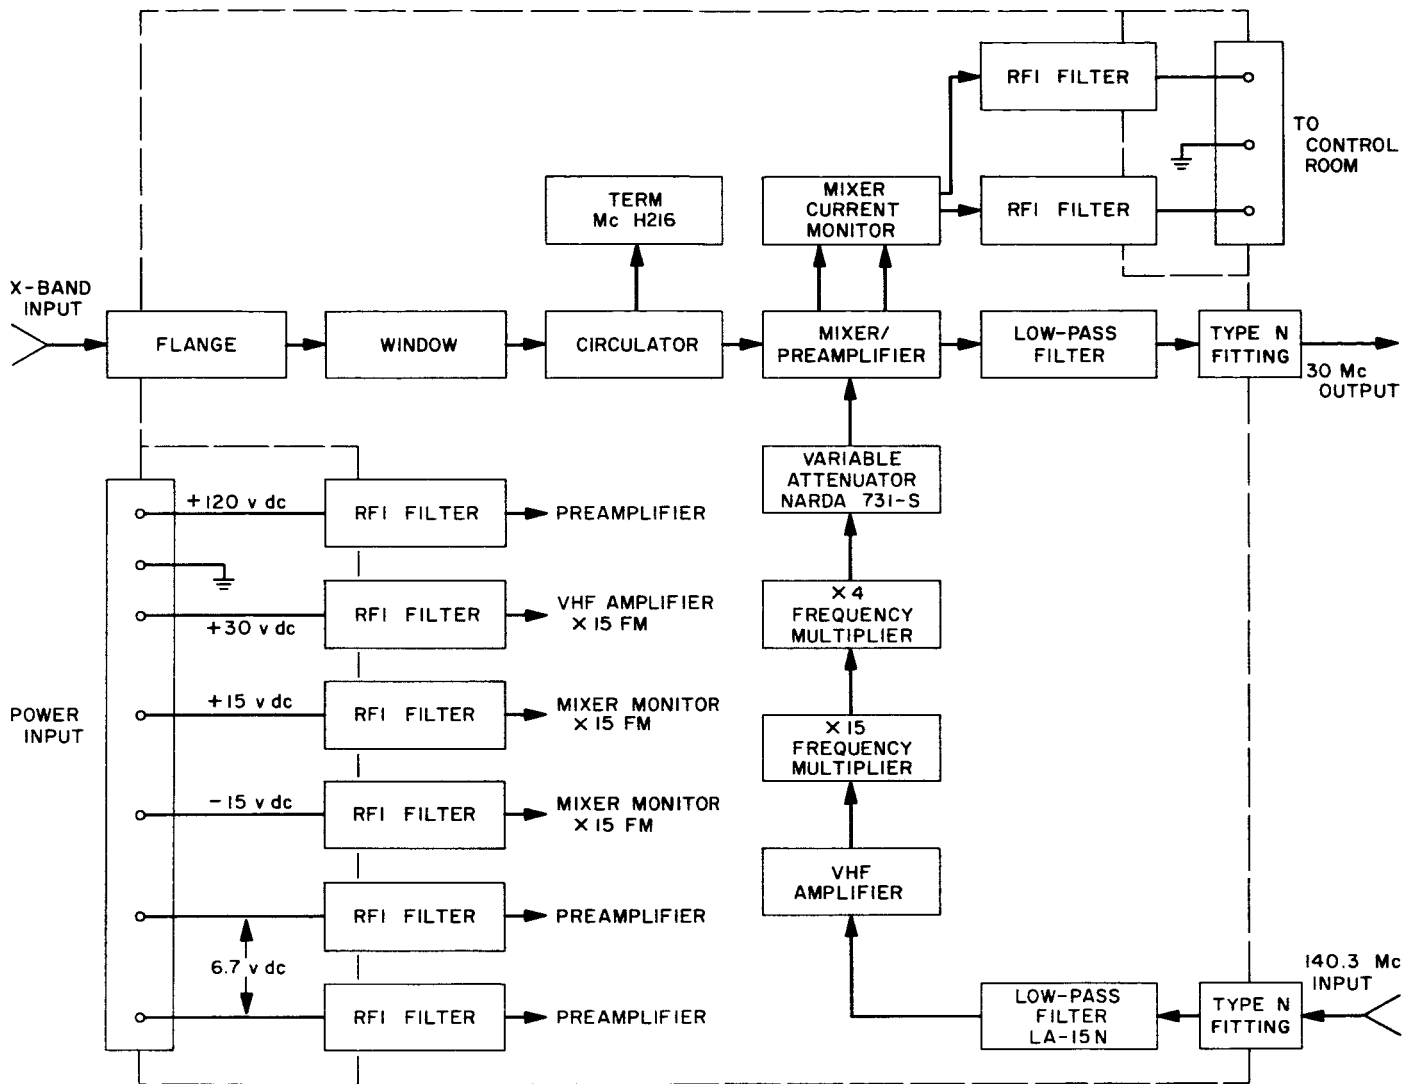 RFI FILTER
TO
CONTROL
ROOM
TERM
Mc H216
MIXER
CURRENT
MONITOR
RFI FILTER
X-BAND
INPUT
FLANGE
WINDOW
CIRCULATOR
MIXER/
PREAMPLIFIER
LOW-PASS
FILTER
TYPE N
FITTING
30 Mc
OUTPUT
VARIABLE
ATTENUATOR
NARDA 731-S
+120 v dc
RFI FILTER
PREAMPLIFIER
+30 v dc
RFI FILTER
VHF AMPLIFIER
×15 FM
×4
FREQUENCY
MULTIPLIER
POWER
INPUT
+15 v dc
RFI FILTER
MIXER MONITOR
×15 FM
×15
FREQUENCY
MULTIPLIER
-15 v dc
RFI FILTER
MIXER MONITOR
×15 FM
VHF
AMPLIFIER
RFI FILTER
PREAMPLIFIER
6.7 v dc
RFI FILTER
PREAMPLIFIER
LOW-PASS
FILTER
LA-15N
TYPE N
FITTING
140.3 Mc
INPUT